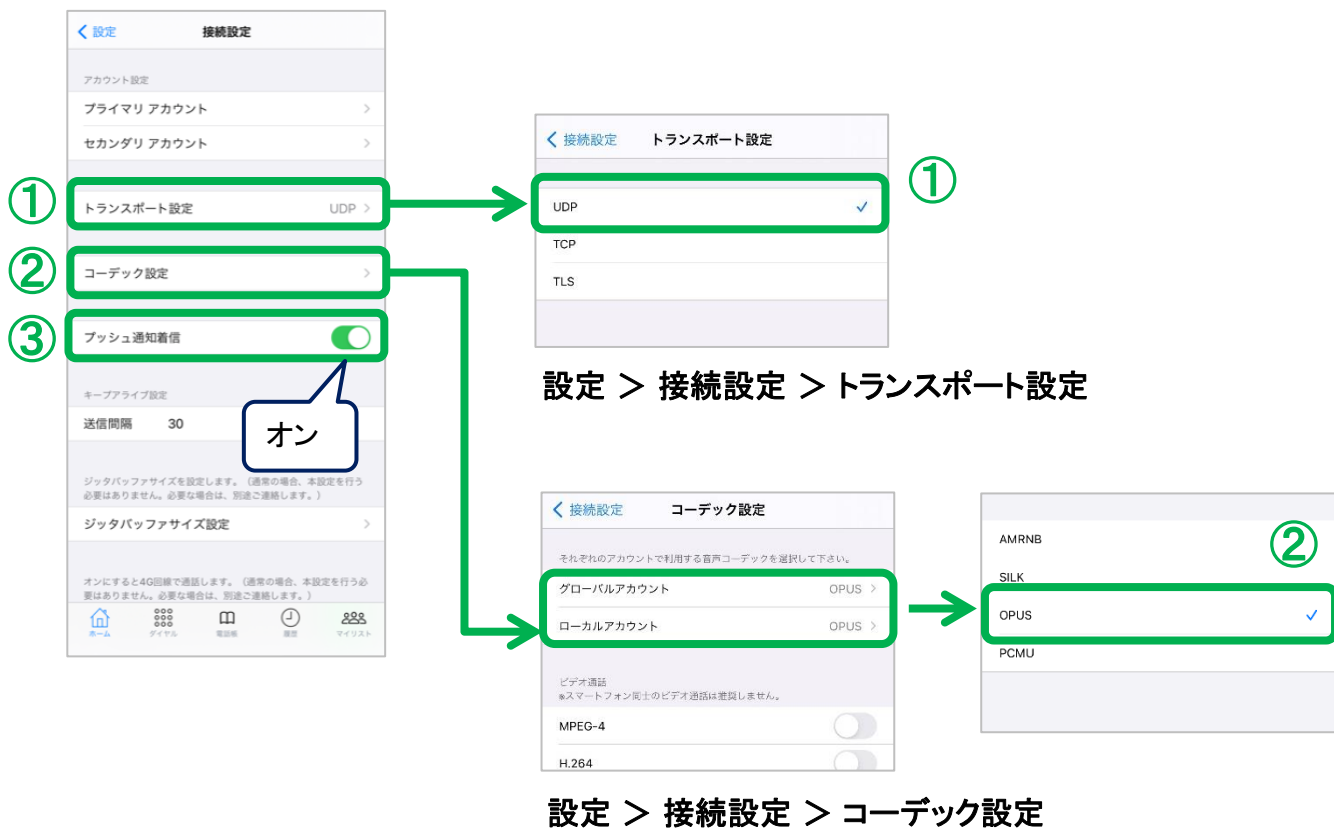 設定
接続設定
アカウント設定
プライマリ アカウント
セカンダリ アカウント
①
トランスポート設定
UDP
②
コーデック設定
③
プッシュ通知着信
オン
キープアライブ設定
送信間隔 30
ジッタバッファサイズを設定します。（通常の場合、本設定を行う
必要はありません。必要な場合は、別途ご連絡します。）
ジッタバッファサイズ設定
オンにすると4G回線で通話します。（通常の場合、本設定を行う必
要はありません。必要な場合は、別途ご連絡します。）
ホーム
ダイヤル
電話帳
履歴
マイリスト
接続設定
トランスポート設定
①
UDP
TCP
TLS
設定 ＞ 接続設定 ＞トランスポート設定
接続設定
コーデック設定
それぞれのアカウントで利用する音声コーデックを選択して下さい。
グローバルアカウント OPUS
ローカルアカウント OPUS
ビデオ通話
※スマートフォン同士のビデオ通話は推奨しません。
MPEG-4
H.264
AMRNB
②
SILK
OPUS
PCMU
設定 ＞ 接続設定 ＞ コーデック設定